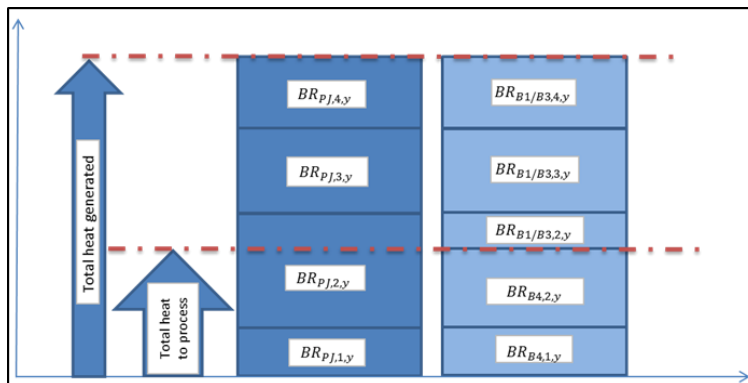 Total heat generated
Total heat
to process
BR_{PJ,4,y}
BR_{PJ,3,y}
BR_{PJ,2,y}
BR_{PJ,1,y}
BR_{B1/B3,4,y}
BR_{B1/B3,3,y}
BR_{B1/B3,2,y}
BR_{B4,2,y}
BR_{B4,1,y}